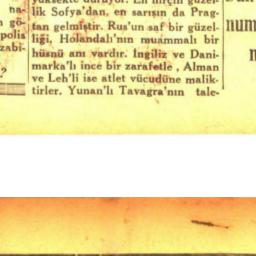 yüksekte duruyor. En hırçın güzel-
lik Sofya'dan, en sarışın da Prag-
tan gelmiştir. Rus'un saf bir güzel-
liği, Holandalı'nın muammalı bir
hüsnü anı vardır. İngiliz ve Dani-
marka'lı ince bir zarafetle, Alman
ve Leh'li ise atlet vücudüne malik-
tirler. Yunan'lı Tavagra'nın tale-
na-
gö-
polis
zabi-
?
num